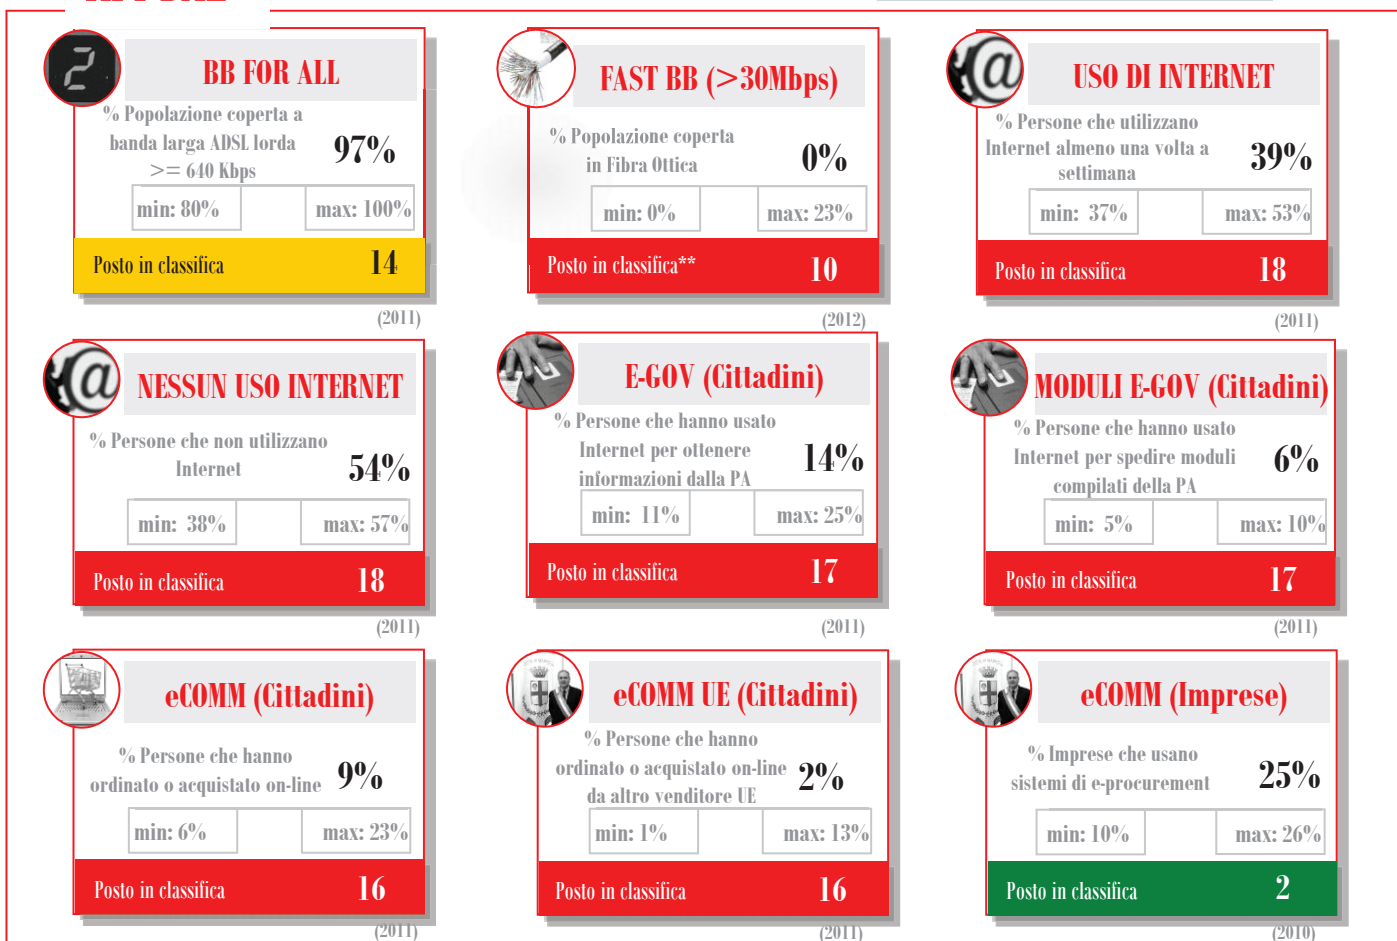 BB FOR ALL
% Popolazione coperta a
banda larga ADSL lorda
>= 640 Kbps
97%
min: 80%
max: 100%
Posto in classifica
14
(2011)
FAST BB (>30Mbps)
% Popolazione coperta
in Fibra Ottica
0%
min: 0%
max: 23%
Posto in classifica**
10
(2012)
USO DI INTERNET
% Persone che utilizzano
Internet almeno una volta a
settimana
39%
min: 37%
max: 53%
Posto in classifica
18
(2011)
NESSUN USO INTERNET
% Persone che non utilizzano
Internet
54%
min: 38%
max: 57%
Posto in classifica
18
(2011)
E-GOV (Cittadini)
% Persone che hanno usato
Internet per ottenere
informazioni dalla PA
14%
min: 11%
max: 25%
Posto in classifica
17
(2011)
MODULI E-GOV (Cittadini)
% Persone che hanno usato
Internet per spedire moduli
compilati della PA
6%
min: 5%
max: 10%
Posto in classifica
17
(2011)
eCOMM (Cittadini)
% Persone che hanno
ordinato o acquistato on-line
9%
min: 6%
max: 23%
Posto in classifica
16
(2011)
eCOMM UE (Cittadini)
% Persone che hanno
ordinato o acquistato on-line
da altro venditore UE
2%
min: 1%
max: 13%
Posto in classifica
16
(2011)
eCOMM (Imprese)
% Imprese che usano
sistemi di e-procurement
25%
min: 10%
max: 26%
Posto in classifica
2
(2010)